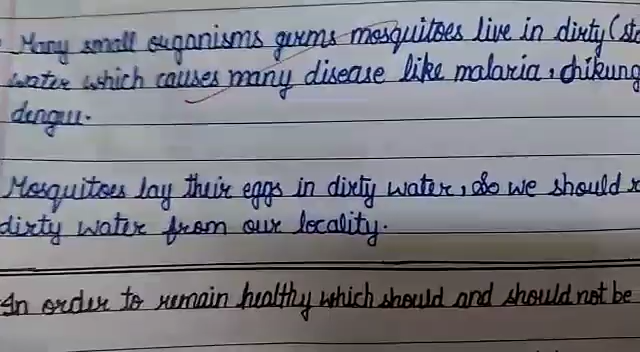 Many small organisms germs mosquitoes live in dirty (sta
water which causes many disease like malaria, chikung
dengu.
Mosquitoes lay their eggs in dirty water, So we should r
dirty water from our locality.
In order to remain healthy which should and should not be